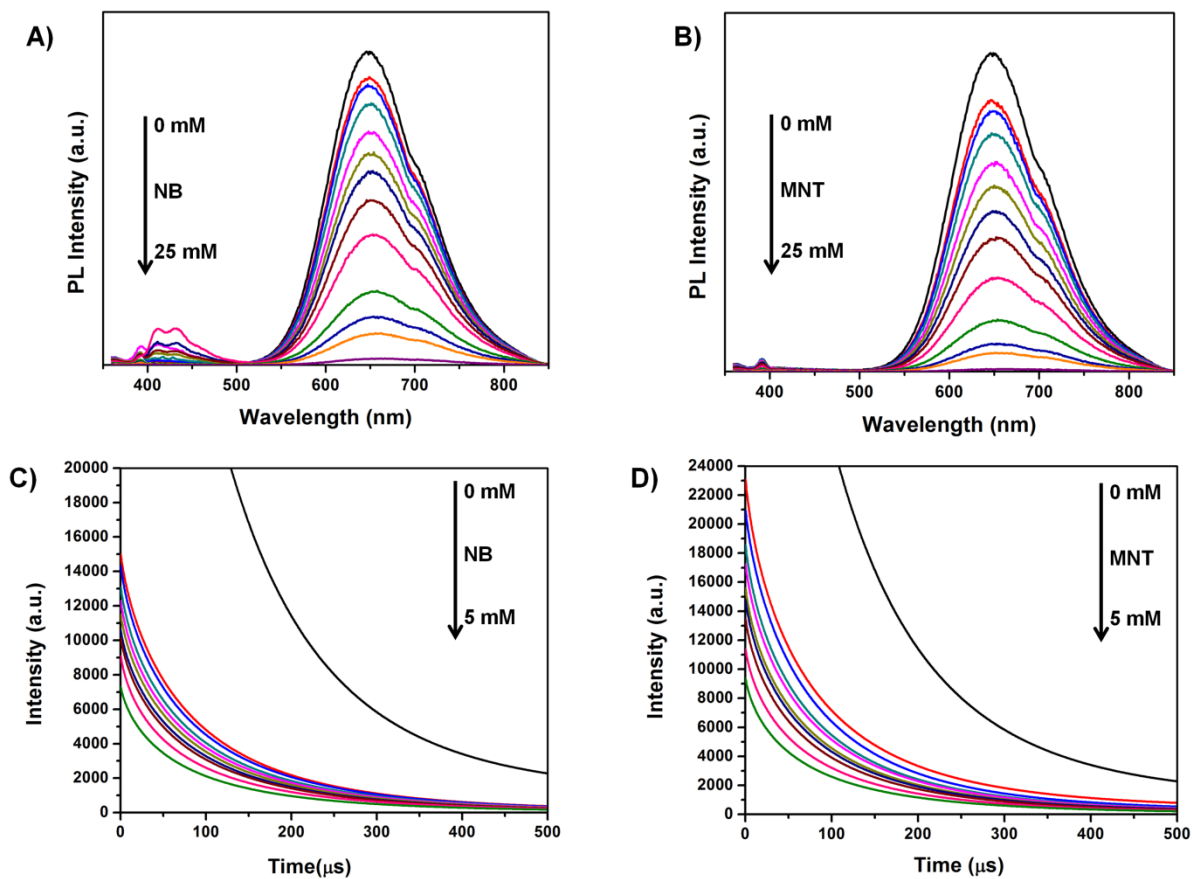 A)
PL Intensity (a.u.)
0 mM
NB
25 mM
400 500 600 700 800
Wavelength (nm)
B)
PL Intensity (a.u.)
0 mM
MNT
25 mM
400 500 600 700 800
Wavelength (nm)
C)
Intensity (a.u.)
20000
18000
16000
14000
12000
10000
8000
6000
4000
2000
0
0 mM
NB
5 mM
0 100 200 300 400 500
Time(μs)
D)
Intensity (a.u.)
24000
22000
20000
18000
16000
14000
12000
10000
8000
6000
4000
2000
0
0 mM
MNT
5 mM
0 100 200 300 400 500
Time (μs)